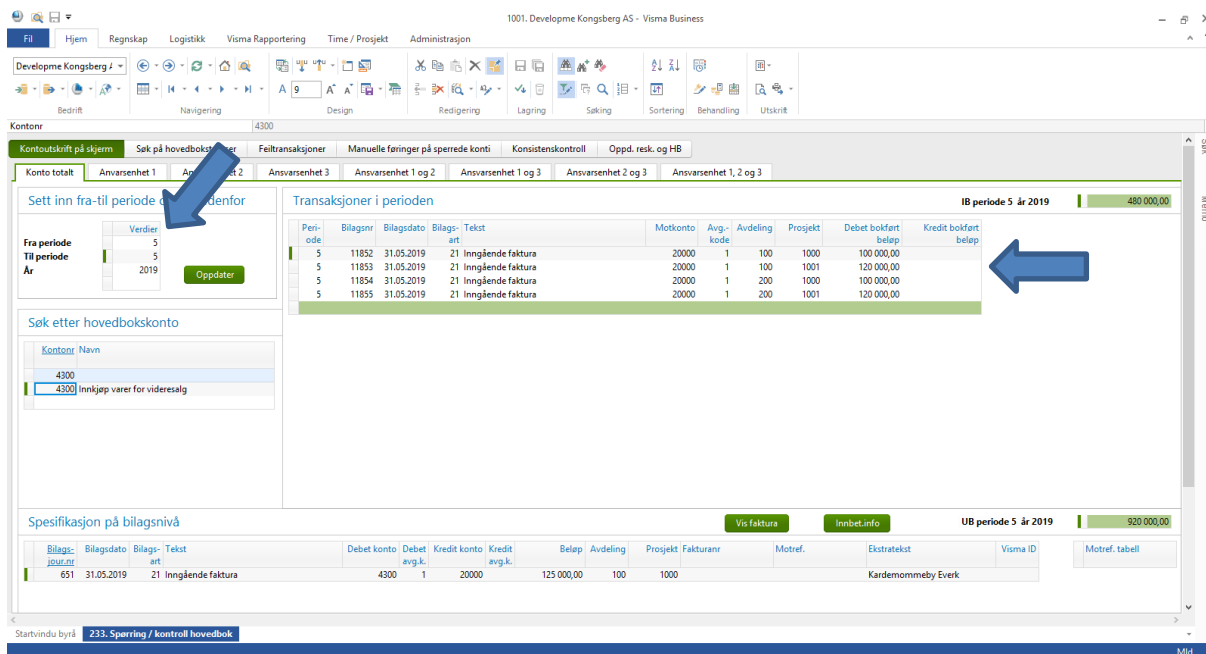 1001. Developme Kongsberg AS - Visma Business
Fil Hjem Regnskap Logistikk Visma Rapportering Time / Prosjekt Administrasjon
Developme Kongsberg
A 9
Bedrift Navigering Design Redigering Lagring Søking Sortering Behandling Utskrift
Kontonr 4300
Kontoutskrift på skjerm Søk på Feiltransaksjoner Manuelle føringer på sperrede konti Konsistenskontroll Oppd. resk. og HB
Konto totalt Anvarsenhet 1 2 Ansvarsenhet 3 Ansvarsenhet 1 og 2 Ansvarsenhet 1 og 3 Ansvarsenhet 2 og 3 Ansvarsenhet 1, 2 og 3
Sett inn fra-til periode
Verdier
Fra periode 5
Til periode 5
År 2019
Oppdater
Transaksjoner i perioden
IB periode 5 år 2019 480 000,00
Peri- Bilagsnr Bilagsdato Bilags- Tekst Motkonto Avg.- Avdeling Prosjekt Debet bokført Kredit bokført
ode art kode beløp beløp
5 11852 31.05.2019 21 Inngående faktura 20000 1 100 1000 100 000,00
5 11853 31.05.2019 21 Inngående faktura 20000 1 100 1001 120 000,00
5 11854 31.05.2019 21 Inngående faktura 20000 1 200 1000 100 000,00
5 11855 31.05.2019 21 Inngående faktura 20000 1 200 1001 120 000,00
Søk etter hovedbokskonto
Kontonr Navn
4300
4300 Innkjøp varer for videresalg
Spesifikasjon på bilagsnivå
Vis faktura Innbet.info
UB periode 5 år 2019 920 000,00
Bilags- Bilagsdato Bilags- Tekst Debet konto Debet Kredit konto Kredit Beløp Avdeling Prosjekt Fakturanr Motref. Ekstratekst Visma ID Motref. tabell
jour.nr art avg.k. avg.k.
651 31.05.2019 21 Inngående faktura 4300 1 20000 125 000,00 100 1000 Kardemommeby Everk
Startvindu byrå 233. Spørring / kontroll hovedbok
Søk
Memo
Mld